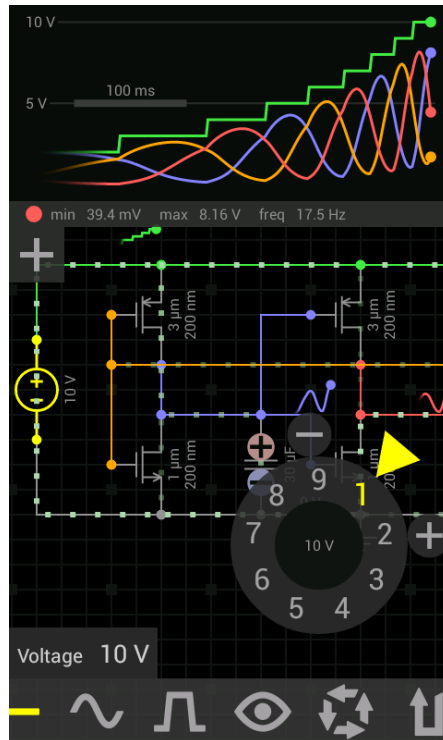 10 V
5 V
100 ms
min 39.4 mV max 8.16 V freq 17.5 Hz
3 µm
200 nm
3 µm
200 nm
10 V
1 µm
200 nm
9
8
1
7
2
10 V
6
3
5
4
Voltage 10 V